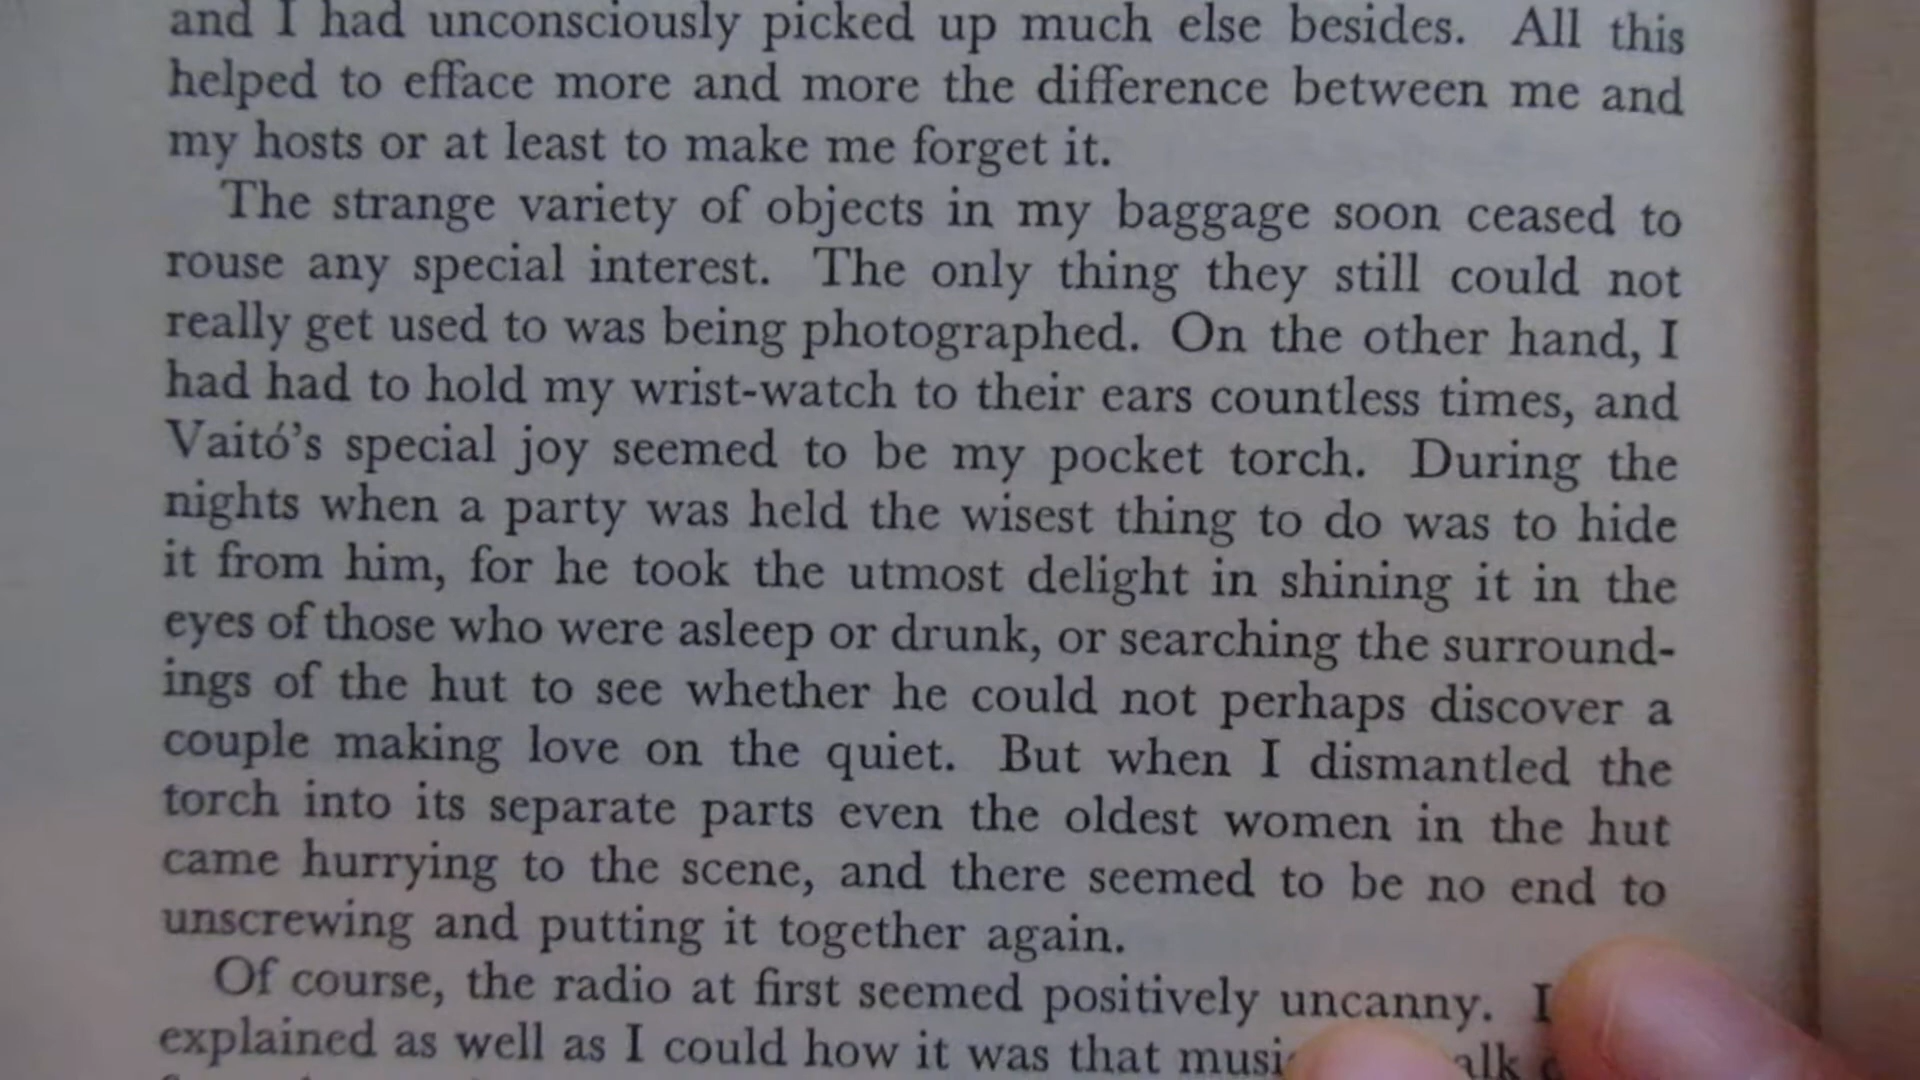 and I had unconsciously picked up much else besides. All this
helped to efface more and more the difference between me and
my hosts or at least to make me forget it.
The strange variety of objects in my baggage soon ceased to
rouse any special interest. The only thing they still could not
really get used to was being photographed. On the other hand, I
had had to hold my wrist-watch to their ears countless times, and
Vaitó's special joy seemed to be my pocket torch. During the
nights when a party was held the wisest thing to do was to hide
it from him, for he took the utmost delight in shining it in the
eyes of those who were asleep or drunk, or searching the surround-
ings of the hut to see whether he could not perhaps discover a
couple making love on the quiet. But when I dismantled the
torch into its separate parts even the oldest women in the hut
came hurrying to the scene, and there seemed to be no end to
unscrewing and putting it together again.
Of course, the radio at first seemed positively uncanny. I
explained as well as I could how it was that